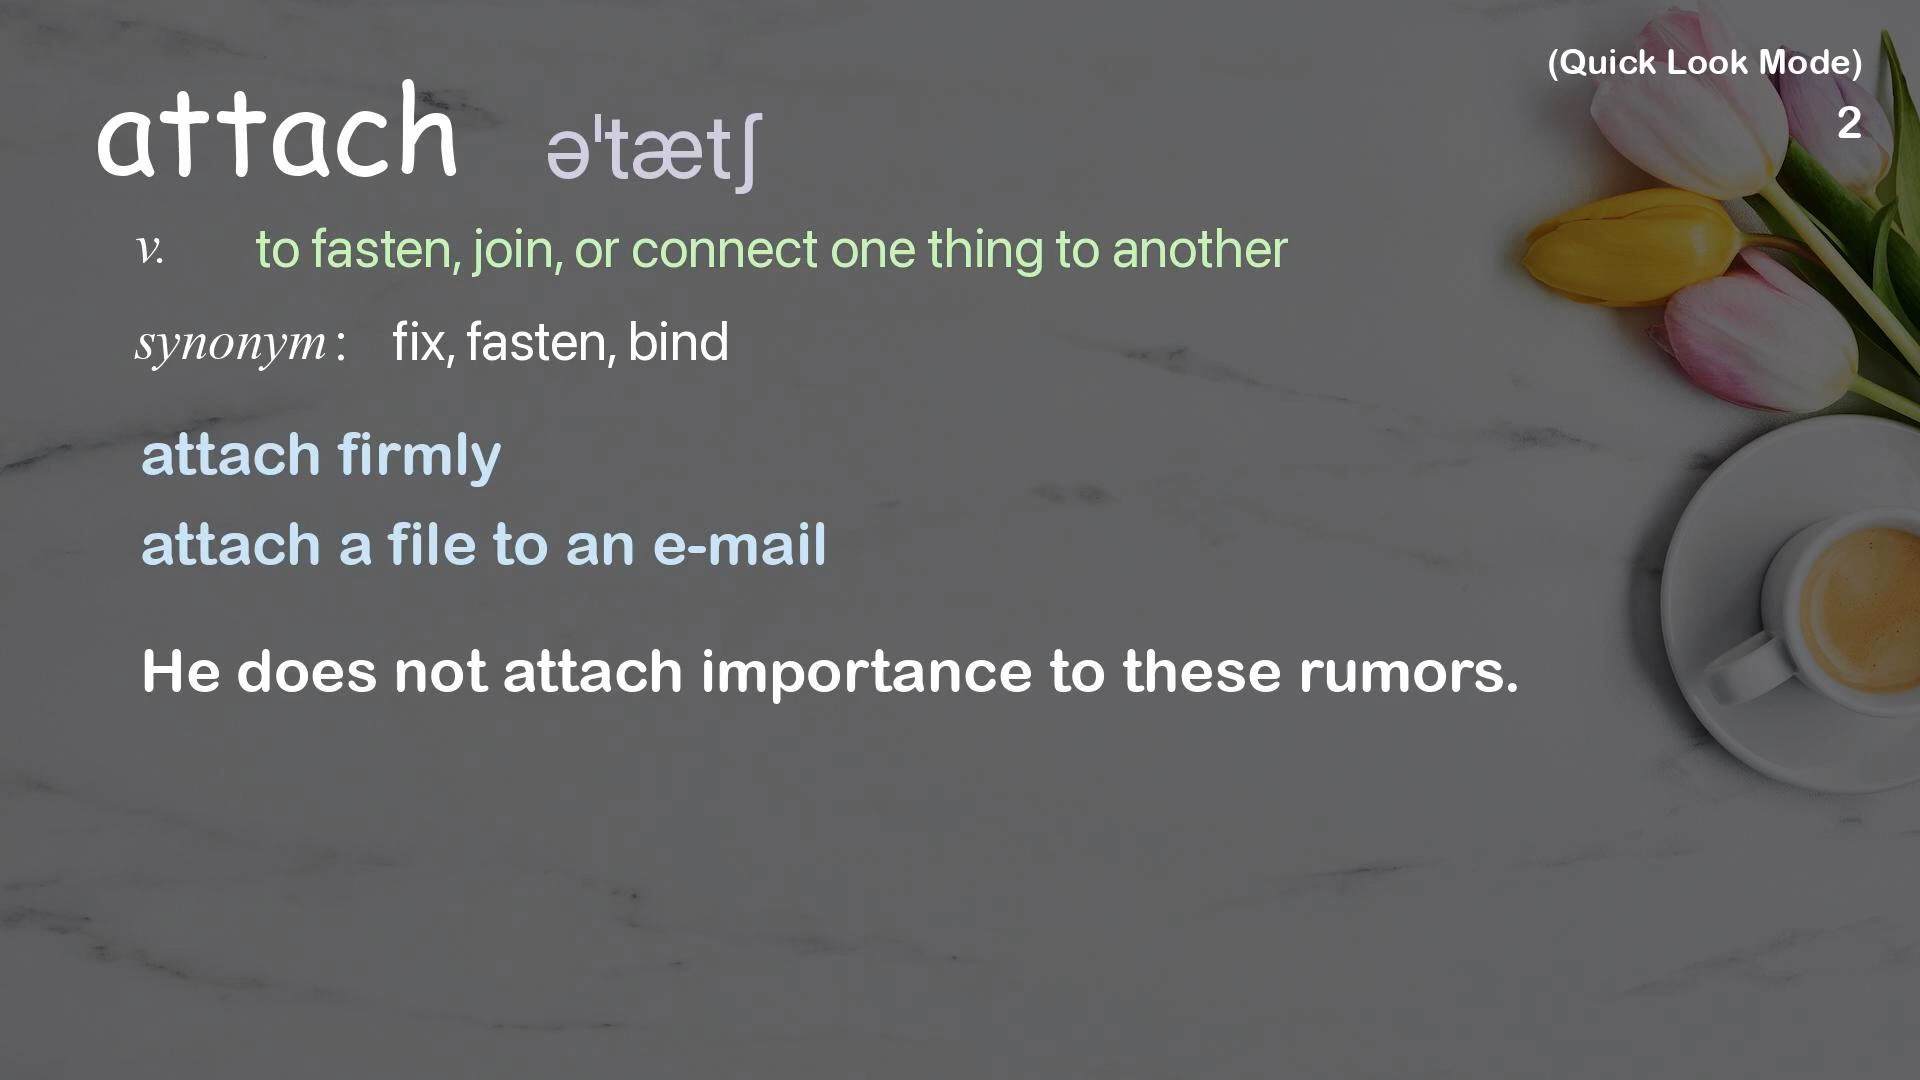 (Quick Look Mode)
2
attach əˈtætʃ
v. to fasten, join, or connect one thing to another
synonym: fix, fasten, bind
attach firmly
attach a file to an e-mail
He does not attach importance to these rumors.